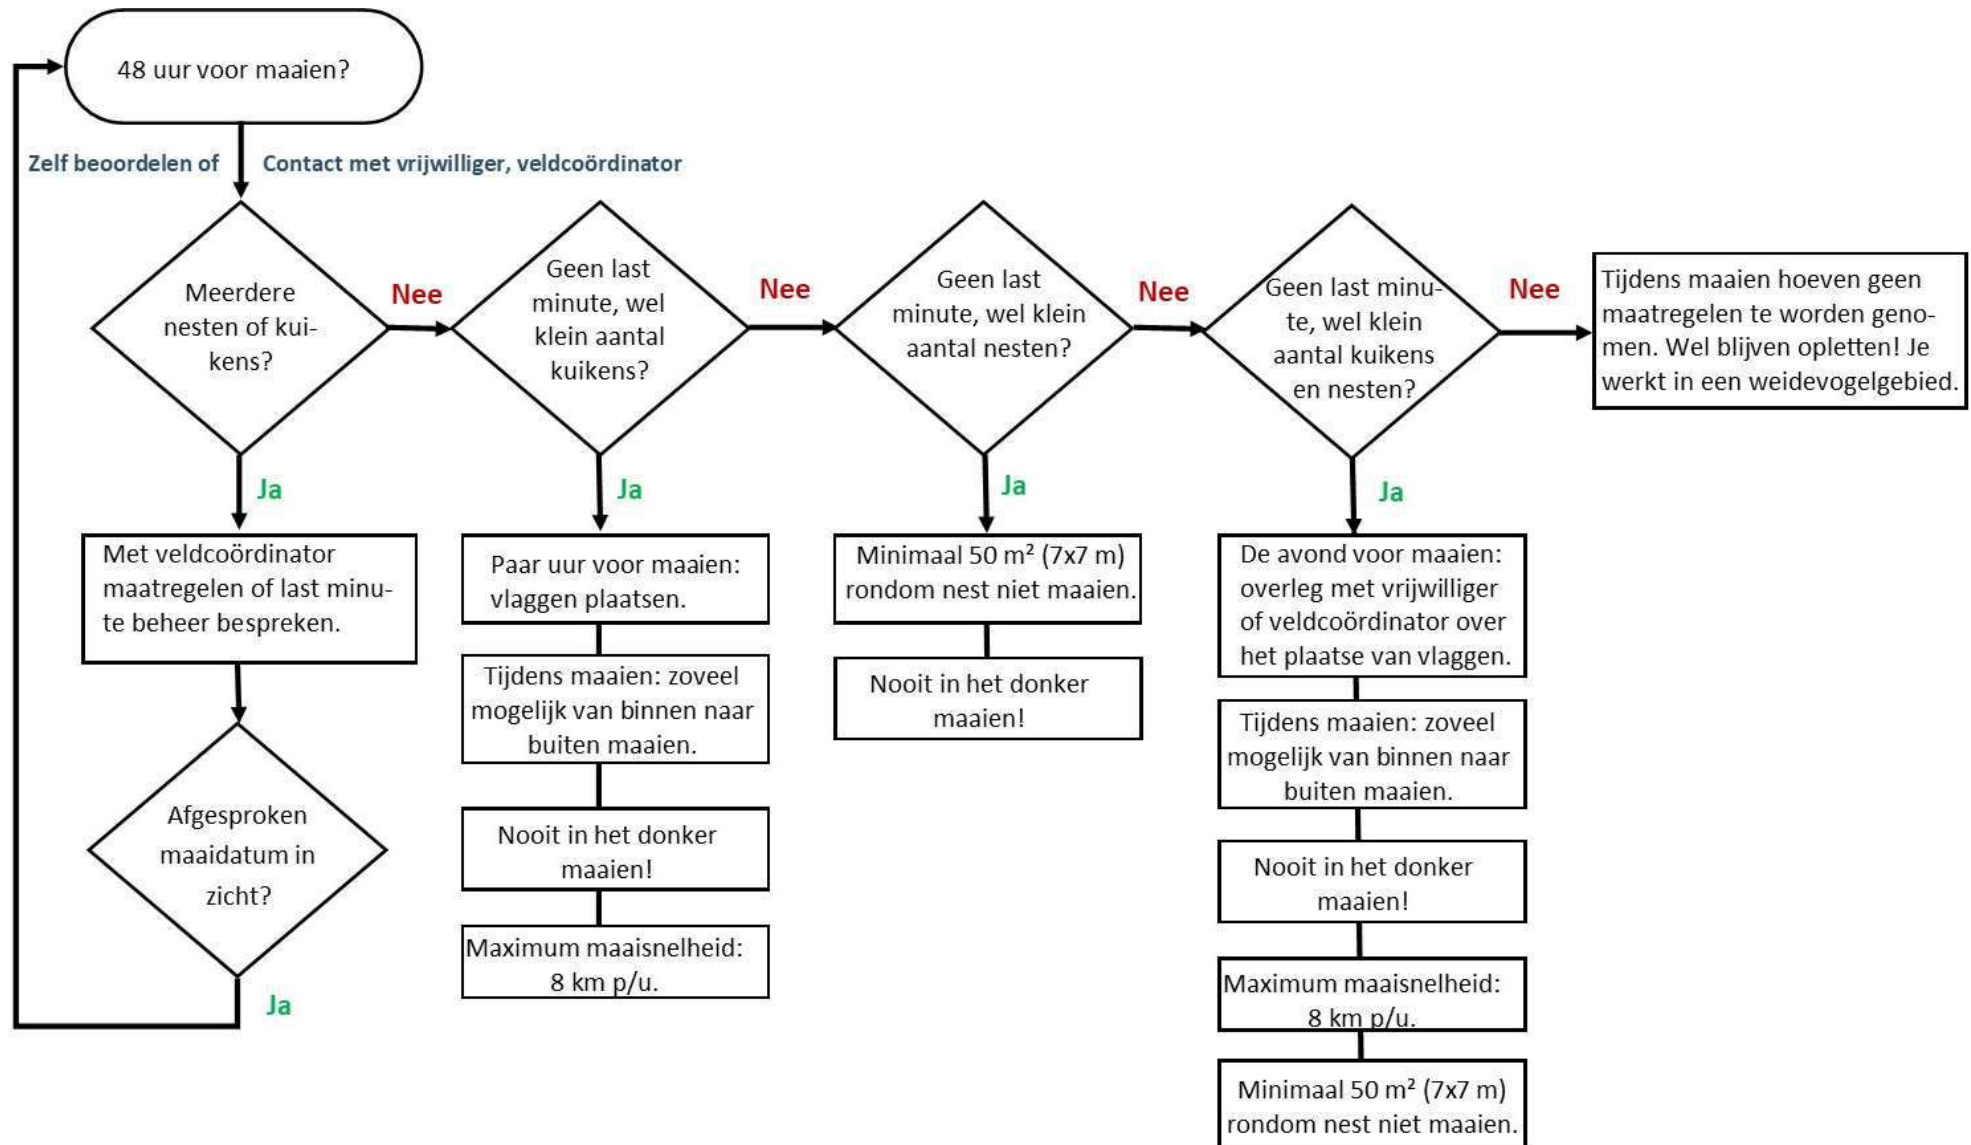 48 uur voor maaien?
Zelf beoordelen of
Contact met vrijwilliger, veldcoördinator
Meerdere
nesten of kui-
kens?
Nee
Geen last
minute, wel
klein aantal
kuikens?
Nee
Geen last
minute, wel klein
aantal nesten?
Nee
Geen last minu-
te, wel klein
aantal kuikens
en nesten?
Nee
Tijdens maaien hoeven geen
maatregelen te worden geno-
men. Wel blijven opletten! Je
werkt in een weidevogelgebied.
Ja
Met veldcoördinator
maatregelen of last minu-
te beheer bespreken.
Afgesproken
maaidatum in
zicht?
Ja
Ja
Paar uur voor maaien:
vlaggen plaatsen.
Tijdens maaien: zoveel
mogelijk van binnen naar
buiten maaien.
Nooit in het donker
maaien!
Maximum maaisnelheid:
8 km p/u.
Ja
Minimaal 50 m² (7x7 m)
rondom nest niet maaien.
Nooit in het donker
maaien!
Ja
De avond voor maaien:
overleg met vrijwilliger
of veldcoördinator over
het plaatse van vlaggen.
Tijdens maaien: zoveel
mogelijk van binnen naar
buiten maaien.
Nooit in het donker
maaien!
Maximum maaisnelheid:
8 km p/u.
Minimaal 50 m² (7x7 m)
rondom nest niet maaien.